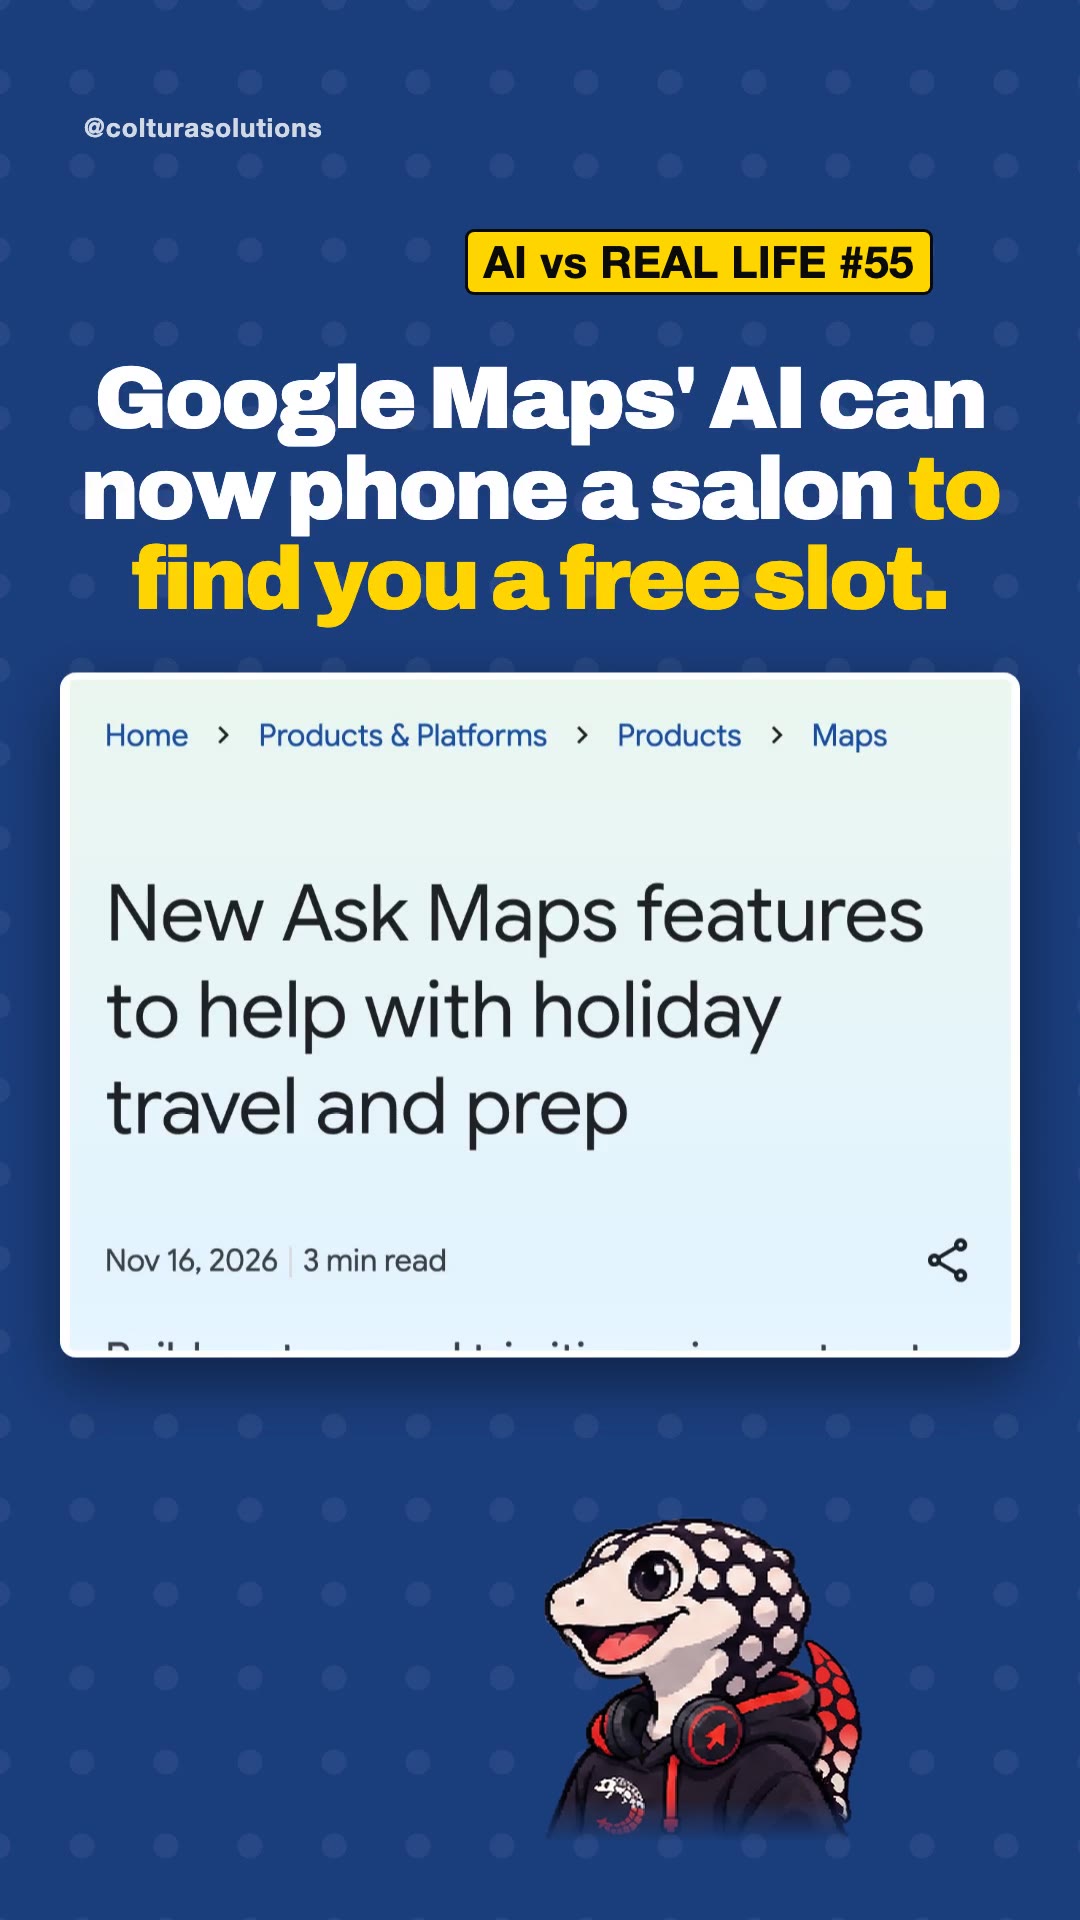 @colturasolutions
AI vs REAL LIFE #55
Google Maps' AI can
now phone a salon to
find you a free slot.
Home > Products & Platforms > Products > Maps
New Ask Maps features
to help with holiday
travel and prep
Nov 16, 2026 | 3 min read